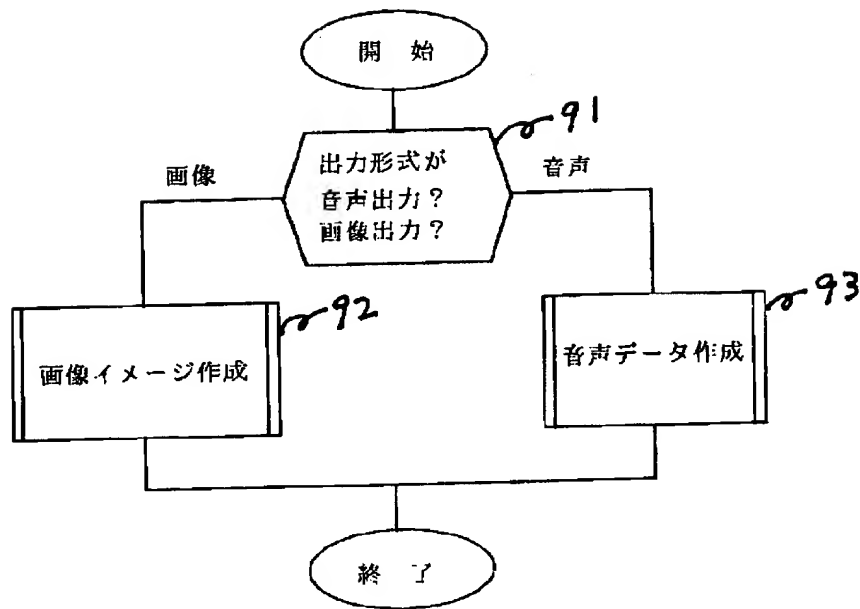 開 始
91
出力形式が
音声出力?
画像出力?
画像
音声
92
画像イメージ作成
93
音声データ作成
終 了